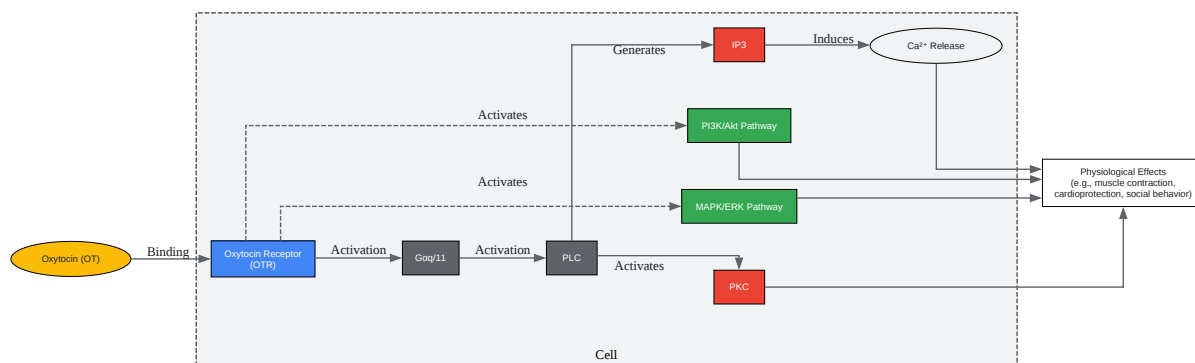 IP3
Induces
Ca²⁺ Release
Generates
Activates
PI3K/Akt Pathway
Physiological Effects
(e.g., muscle contraction,
cardioprotection, social behavior)
Activates
MAPK/ERK Pathway
Oxytocin (OT)
Binding
Oxytocin Receptor
(OTR)
Activation
Gαq/11
Activation
PLC
Activates
PKC
Cell